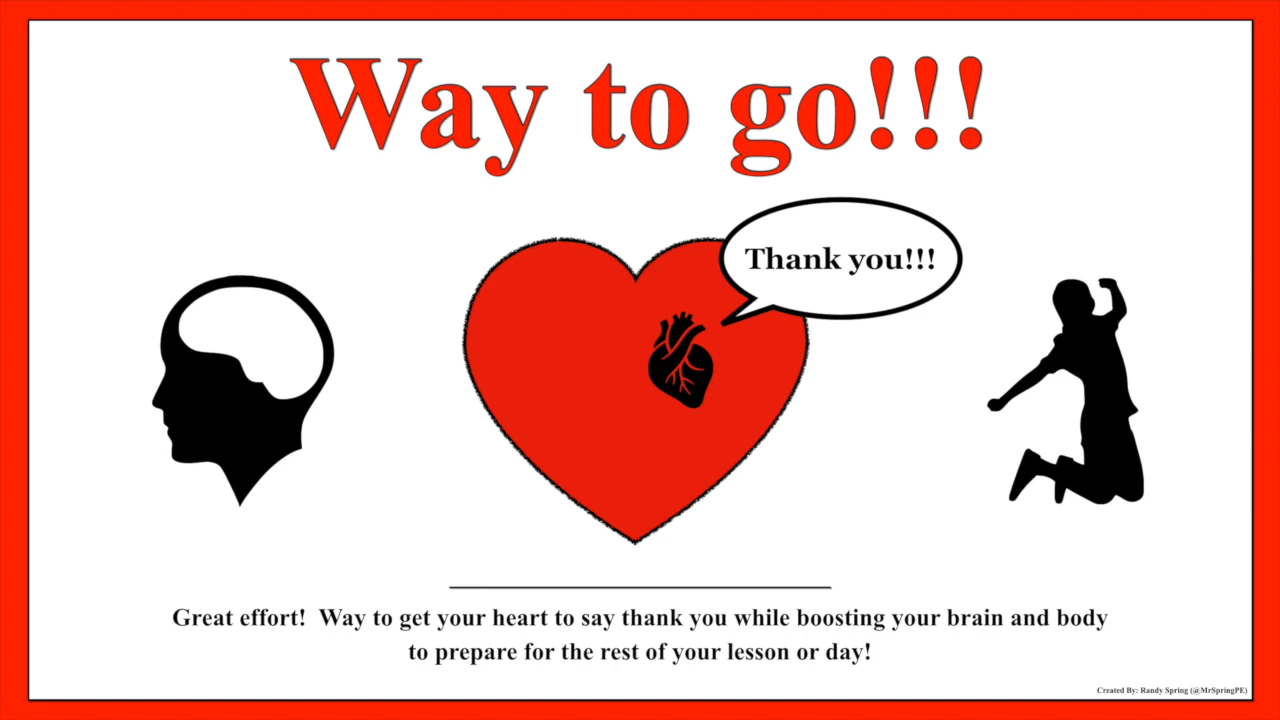 Way to go!!!
Thank you!!!
Great effort!  Way to get your heart to say thank you while boosting your brain and body
to prepare for the rest of your lesson or day!
Created By: Randy Spring (@MrSpringPE)